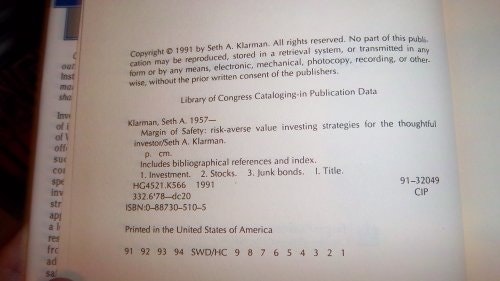 Copyright © 1991 by Seth A. Klarman. All rights reserved. No part of this publi-
cation may be reproduced, stored in a retrieval system, or transmitted in any
form or by any means, electronic, mechanical, photocopy, recording, or other-
wise, without the prior written consent of the publishers.
Library of Congress Cataloging-in Publication Data
Klarman, Seth A. 1957—
Margin of Safety: risk-averse value investing strategies for the thoughtful
investor/Seth A. Klarman.
p. cm.
Includes bibliographical references and index.
1. Investment. 2. Stocks. 3. Junk bonds. I. Title.
HG4521.K566 1991
332.6'78—dc20
91–32049
CIP
ISBN:0–88730-510–5
Printed in the United States of America
91 92 93 94 SWD/HC 9 8 7 6 5 4 3 2 1